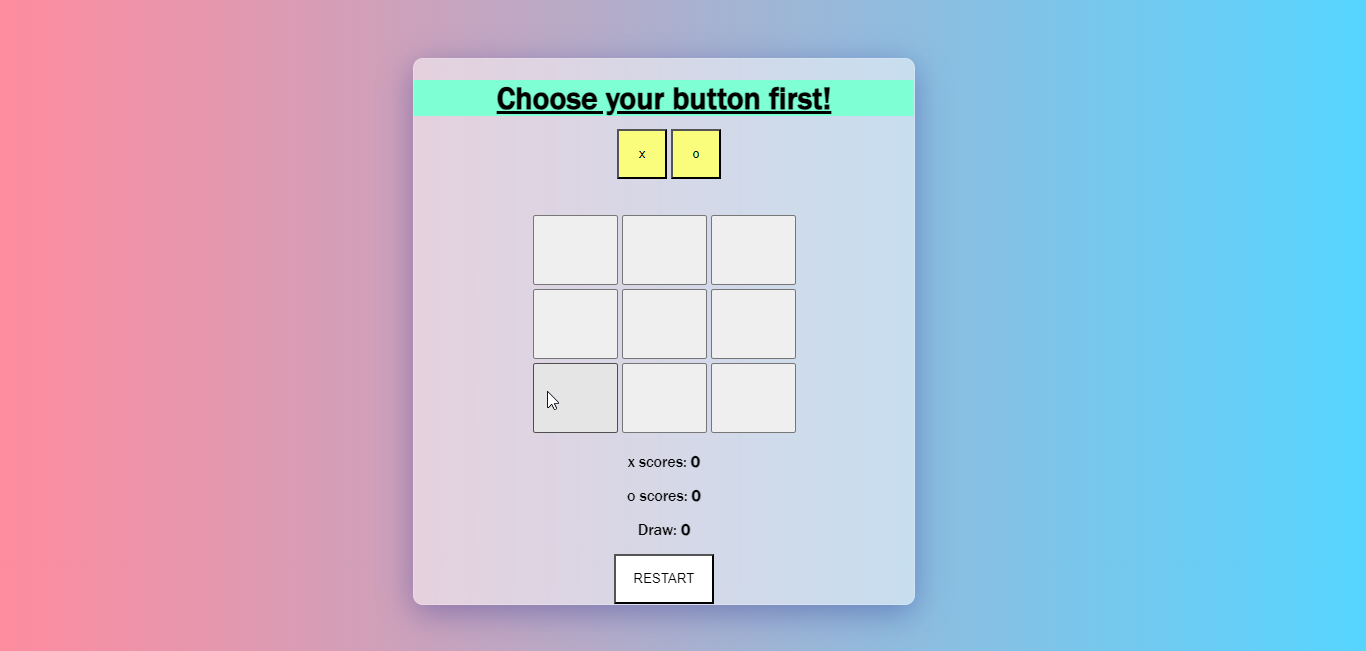 Choose your button first!
x o
x scores: 0
o scores: 0
Draw: 0
RESTART